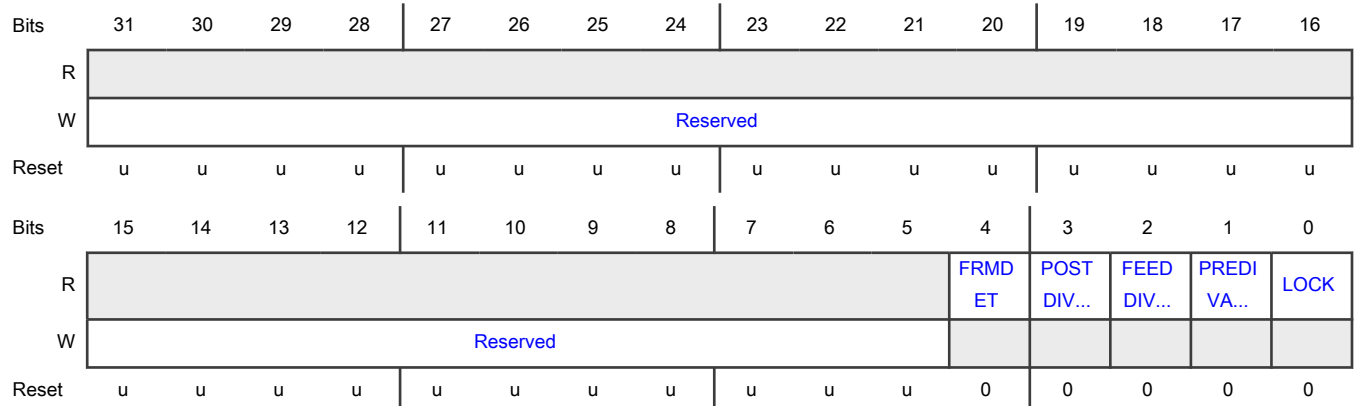 Bits 31 30 29 28 27 26 25 24 23 22 21 20 19 18 17 16
R
W Reserved
Reset u u u u u u u u u u u u u u u u
Bits 15 14 13 12 11 10 9 8 7 6 5 4 3 2 1 0
R FRMD ET POST DIV... FEED DIV... PREDI VA... LOCK
W Reserved
Reset u u u u u u u u u u u 0 0 0 0 0